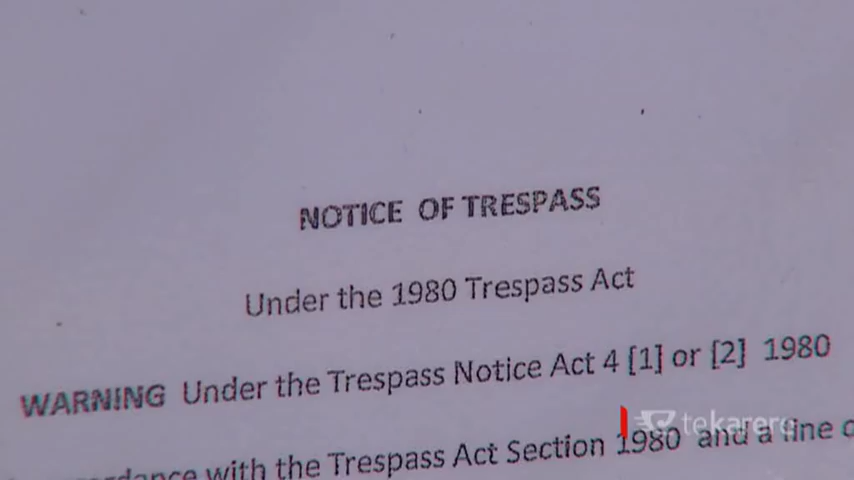 NOTICE OF TRESPASS
Under the 1980 Trespass Act
WARNING Under the Trespass Notice Act 4 [1] or [2] 1980
with the Trespass Act Section 1980 and a fine
tekarere